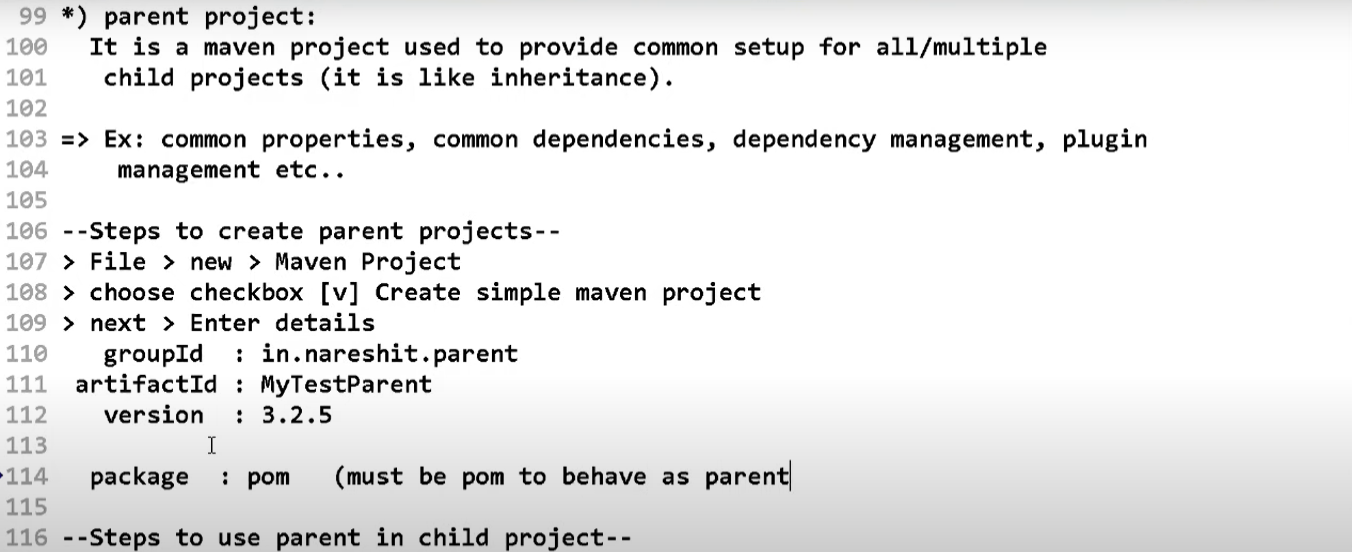 99 *) parent project:
100 It is a maven project used to provide common setup for all/multiple
101 child projects (it is like inheritance).
102
103 => Ex: common properties, common dependencies, dependency management, plugin
104 management etc..
105
106 --Steps to create parent projects--
107 > File > new > Maven Project
108 > choose checkbox [v] Create simple maven project
109 > next > Enter details
110 groupId : in.nareshit.parent
111 artifactId : MyTestParent
112 version : 3.2.5
113
114 package : pom (must be pom to behave as parent
115
116 --Steps to use parent in child project--